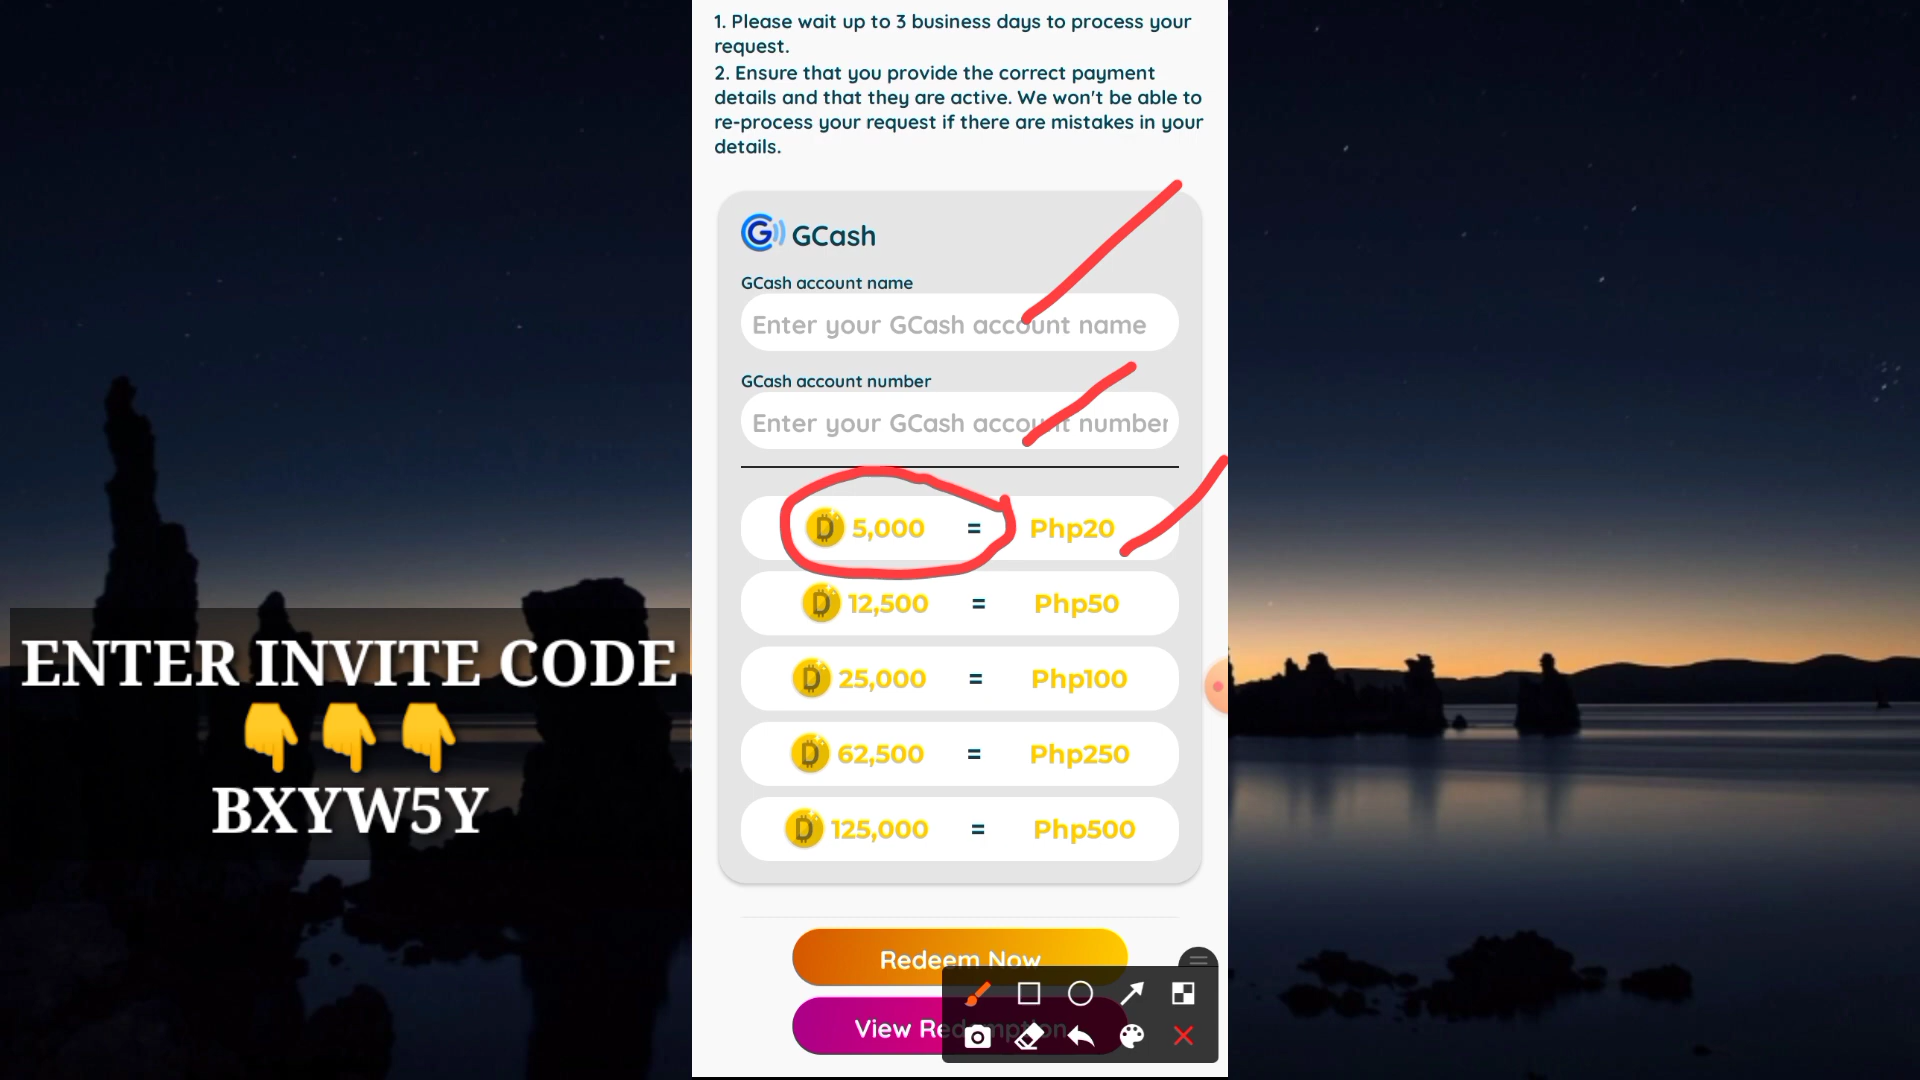 1. Please wait up to 3 business days to process your
request.
2. Ensure that you provide the correct payment
details and that they are active. We won't be able to
re-process your request if there are mistakes in your
details.
GCash
GCash account name
Enter your GCash account name
GCash account number
Enter your GCash account number
5,000 = Php20
12,500 = Php50
25,000 = Php100
62,500 = Php250
125,000 = Php500
Redeem Now
View Redemption
ENTER INVITE CODE
👇👇👇
BXYW5Y